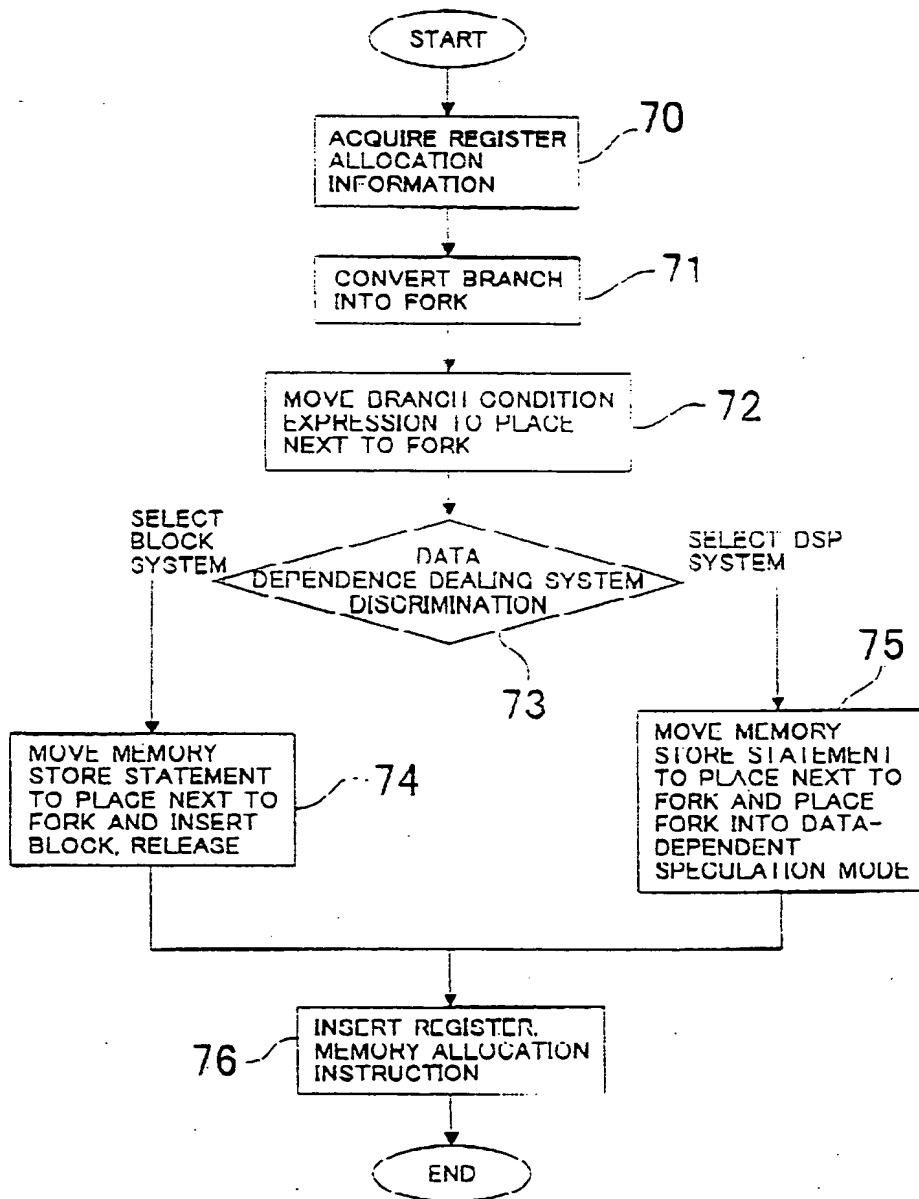 START
70
ACQUIRE REGISTER
ALLOCATION
INFORMATION
71
CONVERT BRANCH
INTO FORK
72
MOVE BRANCH CONDITION
EXPRESSION TO PLACE
NEXT TO FORK
SELECT
BLOCK
SYSTEM
DATA
DEPENDENCE DEALING SYSTEM
DISCRIMINATION
SELECT DSP
SYSTEM
73
74
MOVE MEMORY
STORE STATEMENT
TO PLACE NEXT TO
FORK AND INSERT
BLOCK, RELEASE
75
MOVE MEMORY
STORE STATEMENT
TO PLACE NEXT TO
FORK AND PLACE
FORK INTO DATA-
DEPENDENT
SPECULATION MODE
76
INSERT REGISTER,
MEMORY ALLOCATION
INSTRUCTION
END